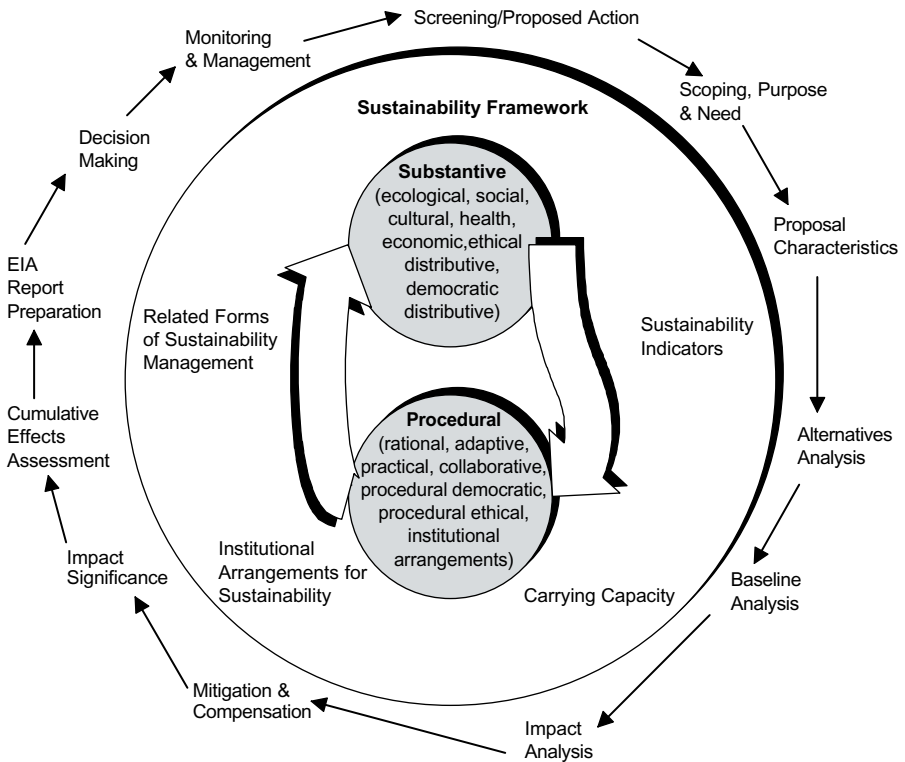 Screening/Proposed Action
Scoping, Purpose
& Need
Proposal
Characteristics
Alternatives
Analysis
Baseline
Analysis
Impact
Analysis
Mitigation &
Compensation
Impact
Significance
Cumulative
Effects
Assessment
EIA
Report
Preparation
Decision
Making
Monitoring
& Management
Sustainability Framework
Substantive
(ecological, social,
cultural, health,
economic,ethical
distributive,
democratic
distributive)
Related Forms
of Sustainability
Management
Sustainability
Indicators
Procedural
(rational, adaptive,
practical, collaborative,
procedural democratic,
procedural ethical,
institutional
arrangements)
Institutional
Arrangements for
Sustainability
Carrying Capacity